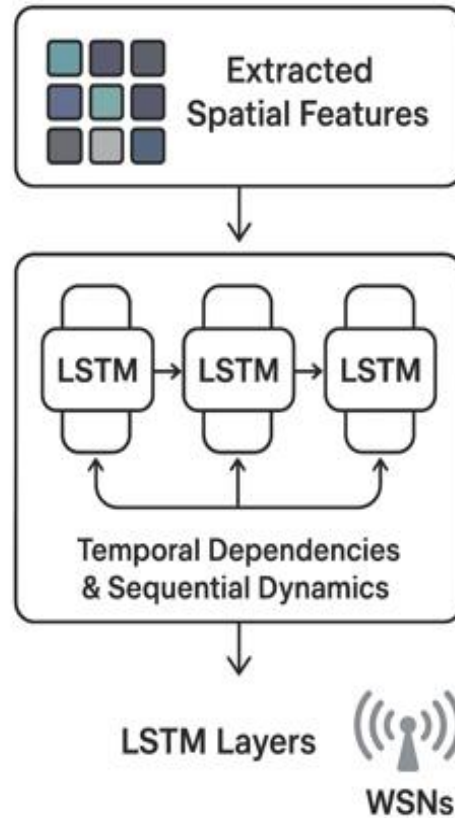 Extracted
Spatial Features
LSTM
LSTM
LSTM
Temporal Dependencies
& Sequential Dynamics
LSTM Layers
WSNs